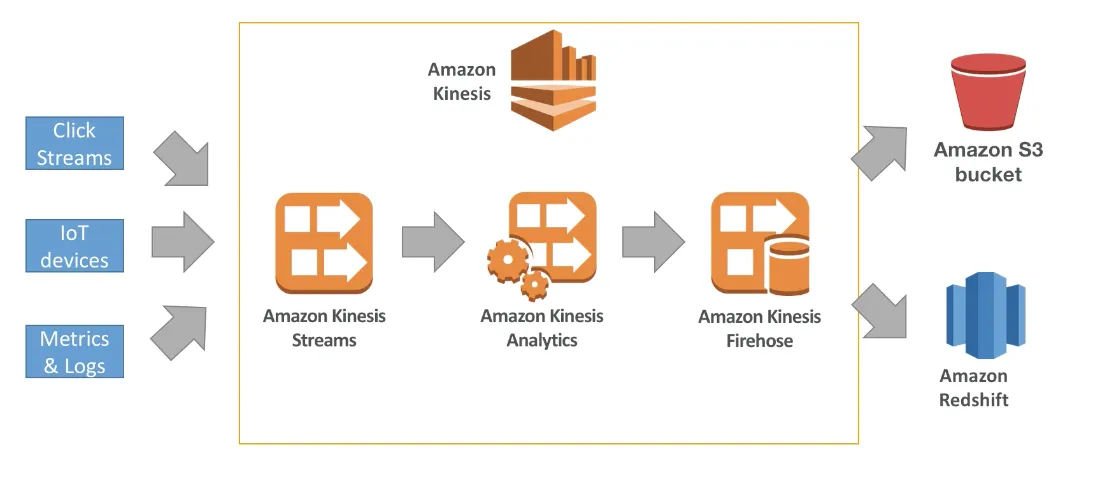 Amazon
Kinesis
Click
Streams
IoT
devices
Metrics
& Logs
Amazon Kinesis
Streams
Amazon Kinesis
Analytics
Amazon Kinesis
Firehose
Amazon S3
bucket
Amazon
Redshift